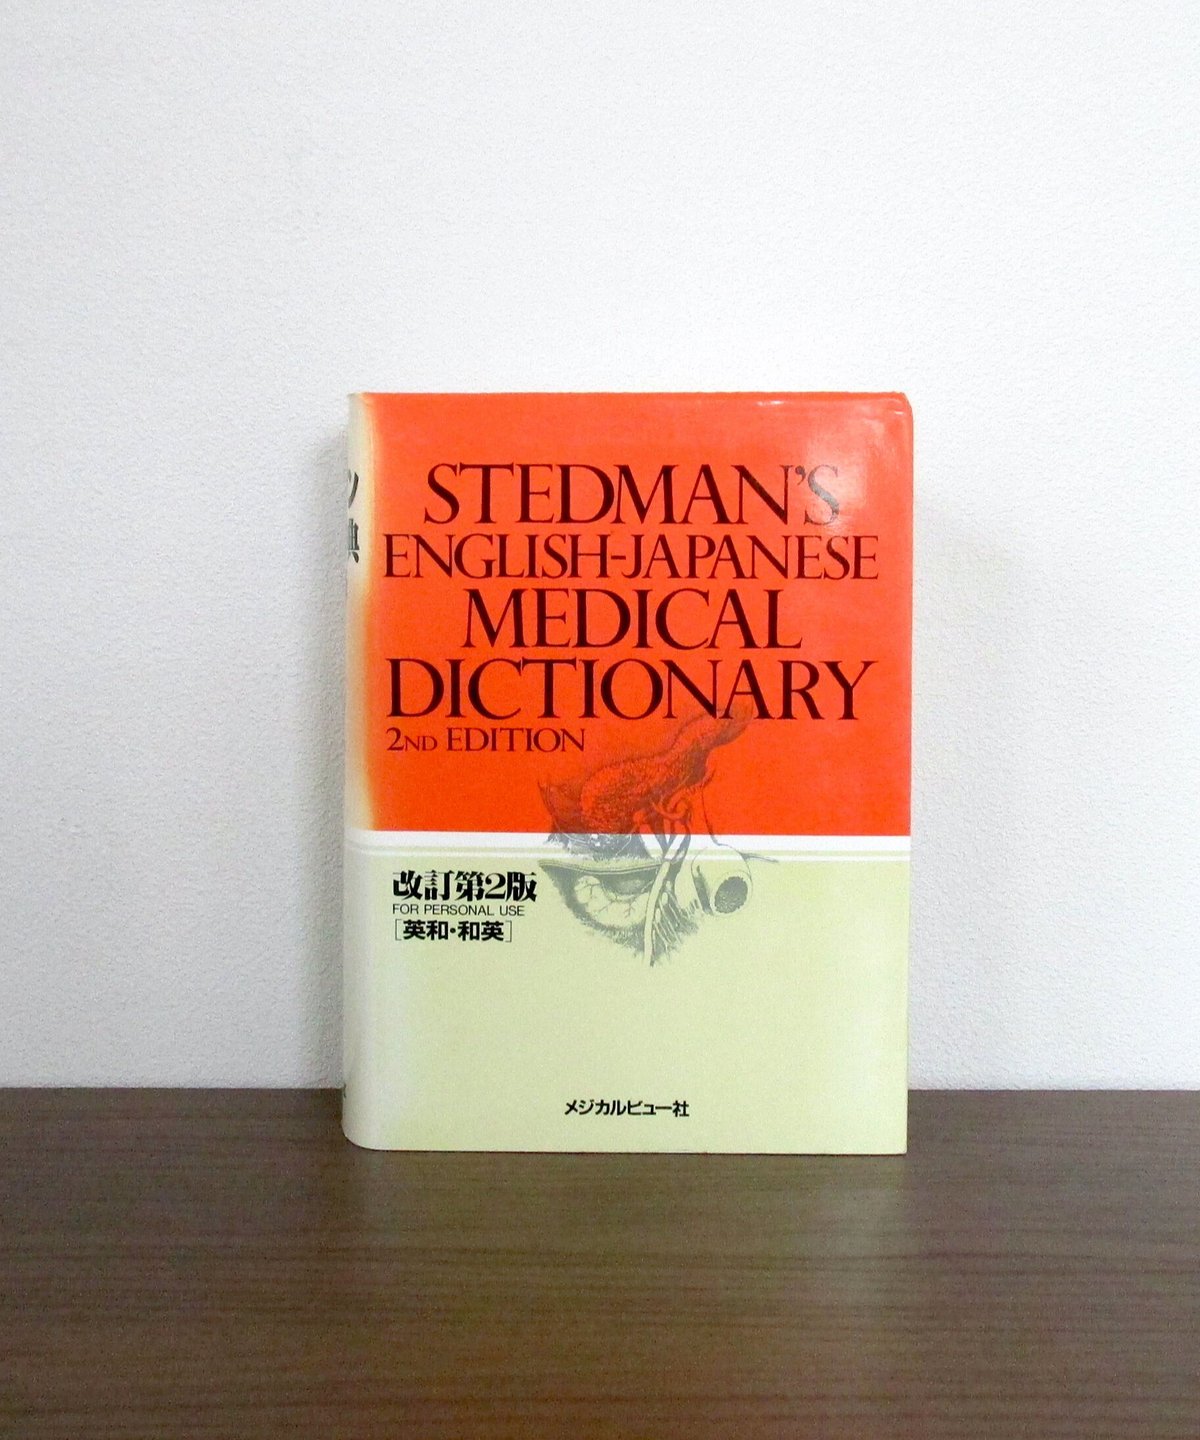 STEDMAN'S
ENGLISH-JAPANESE
MEDICAL
DICTIONARY
2ND EDITION
改訂第2版
FOR PERSONAL USE
[英和・和英]
メジカルビュー社
典